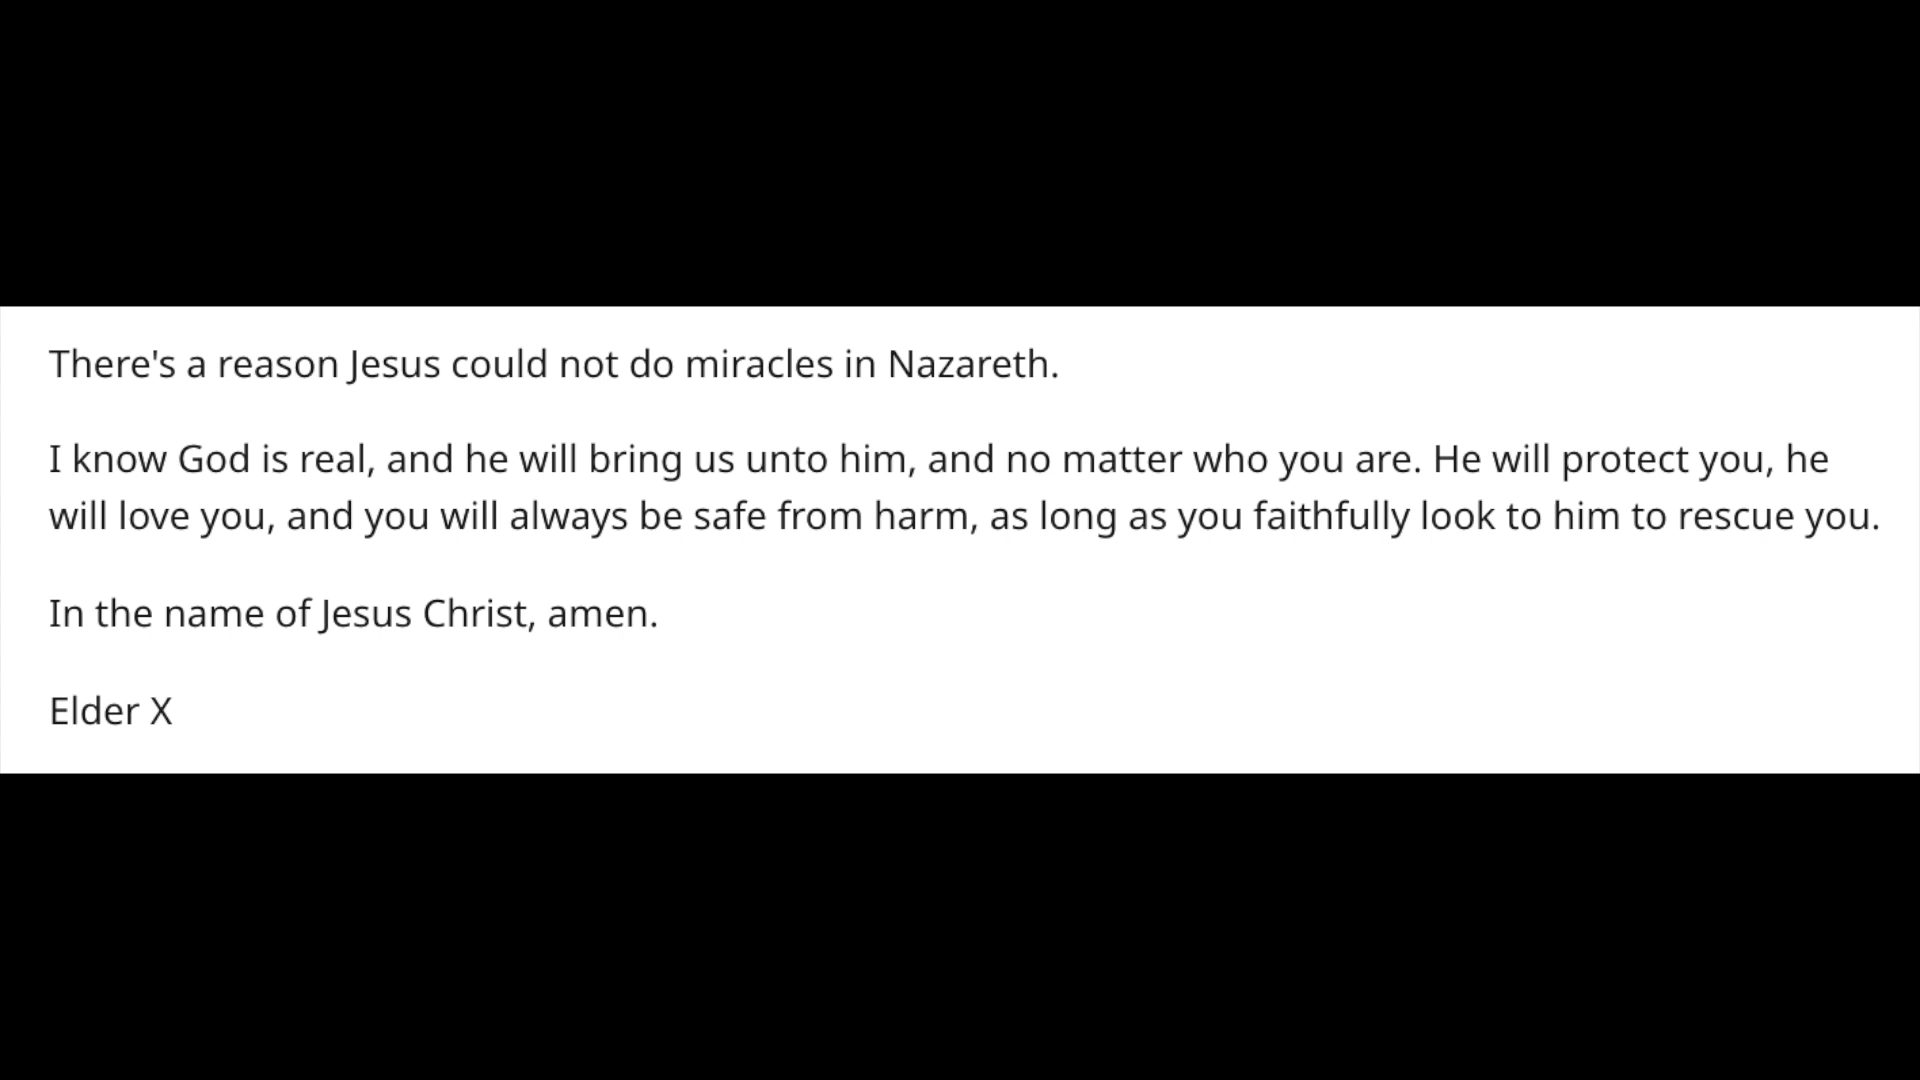 There's a reason Jesus could not do miracles in Nazareth.
I know God is real, and he will bring us unto him, and no matter who you are. He will protect you, he
will love you, and you will always be safe from harm, as long as you faithfully look to him to rescue you.
In the name of Jesus Christ, amen.
Elder X